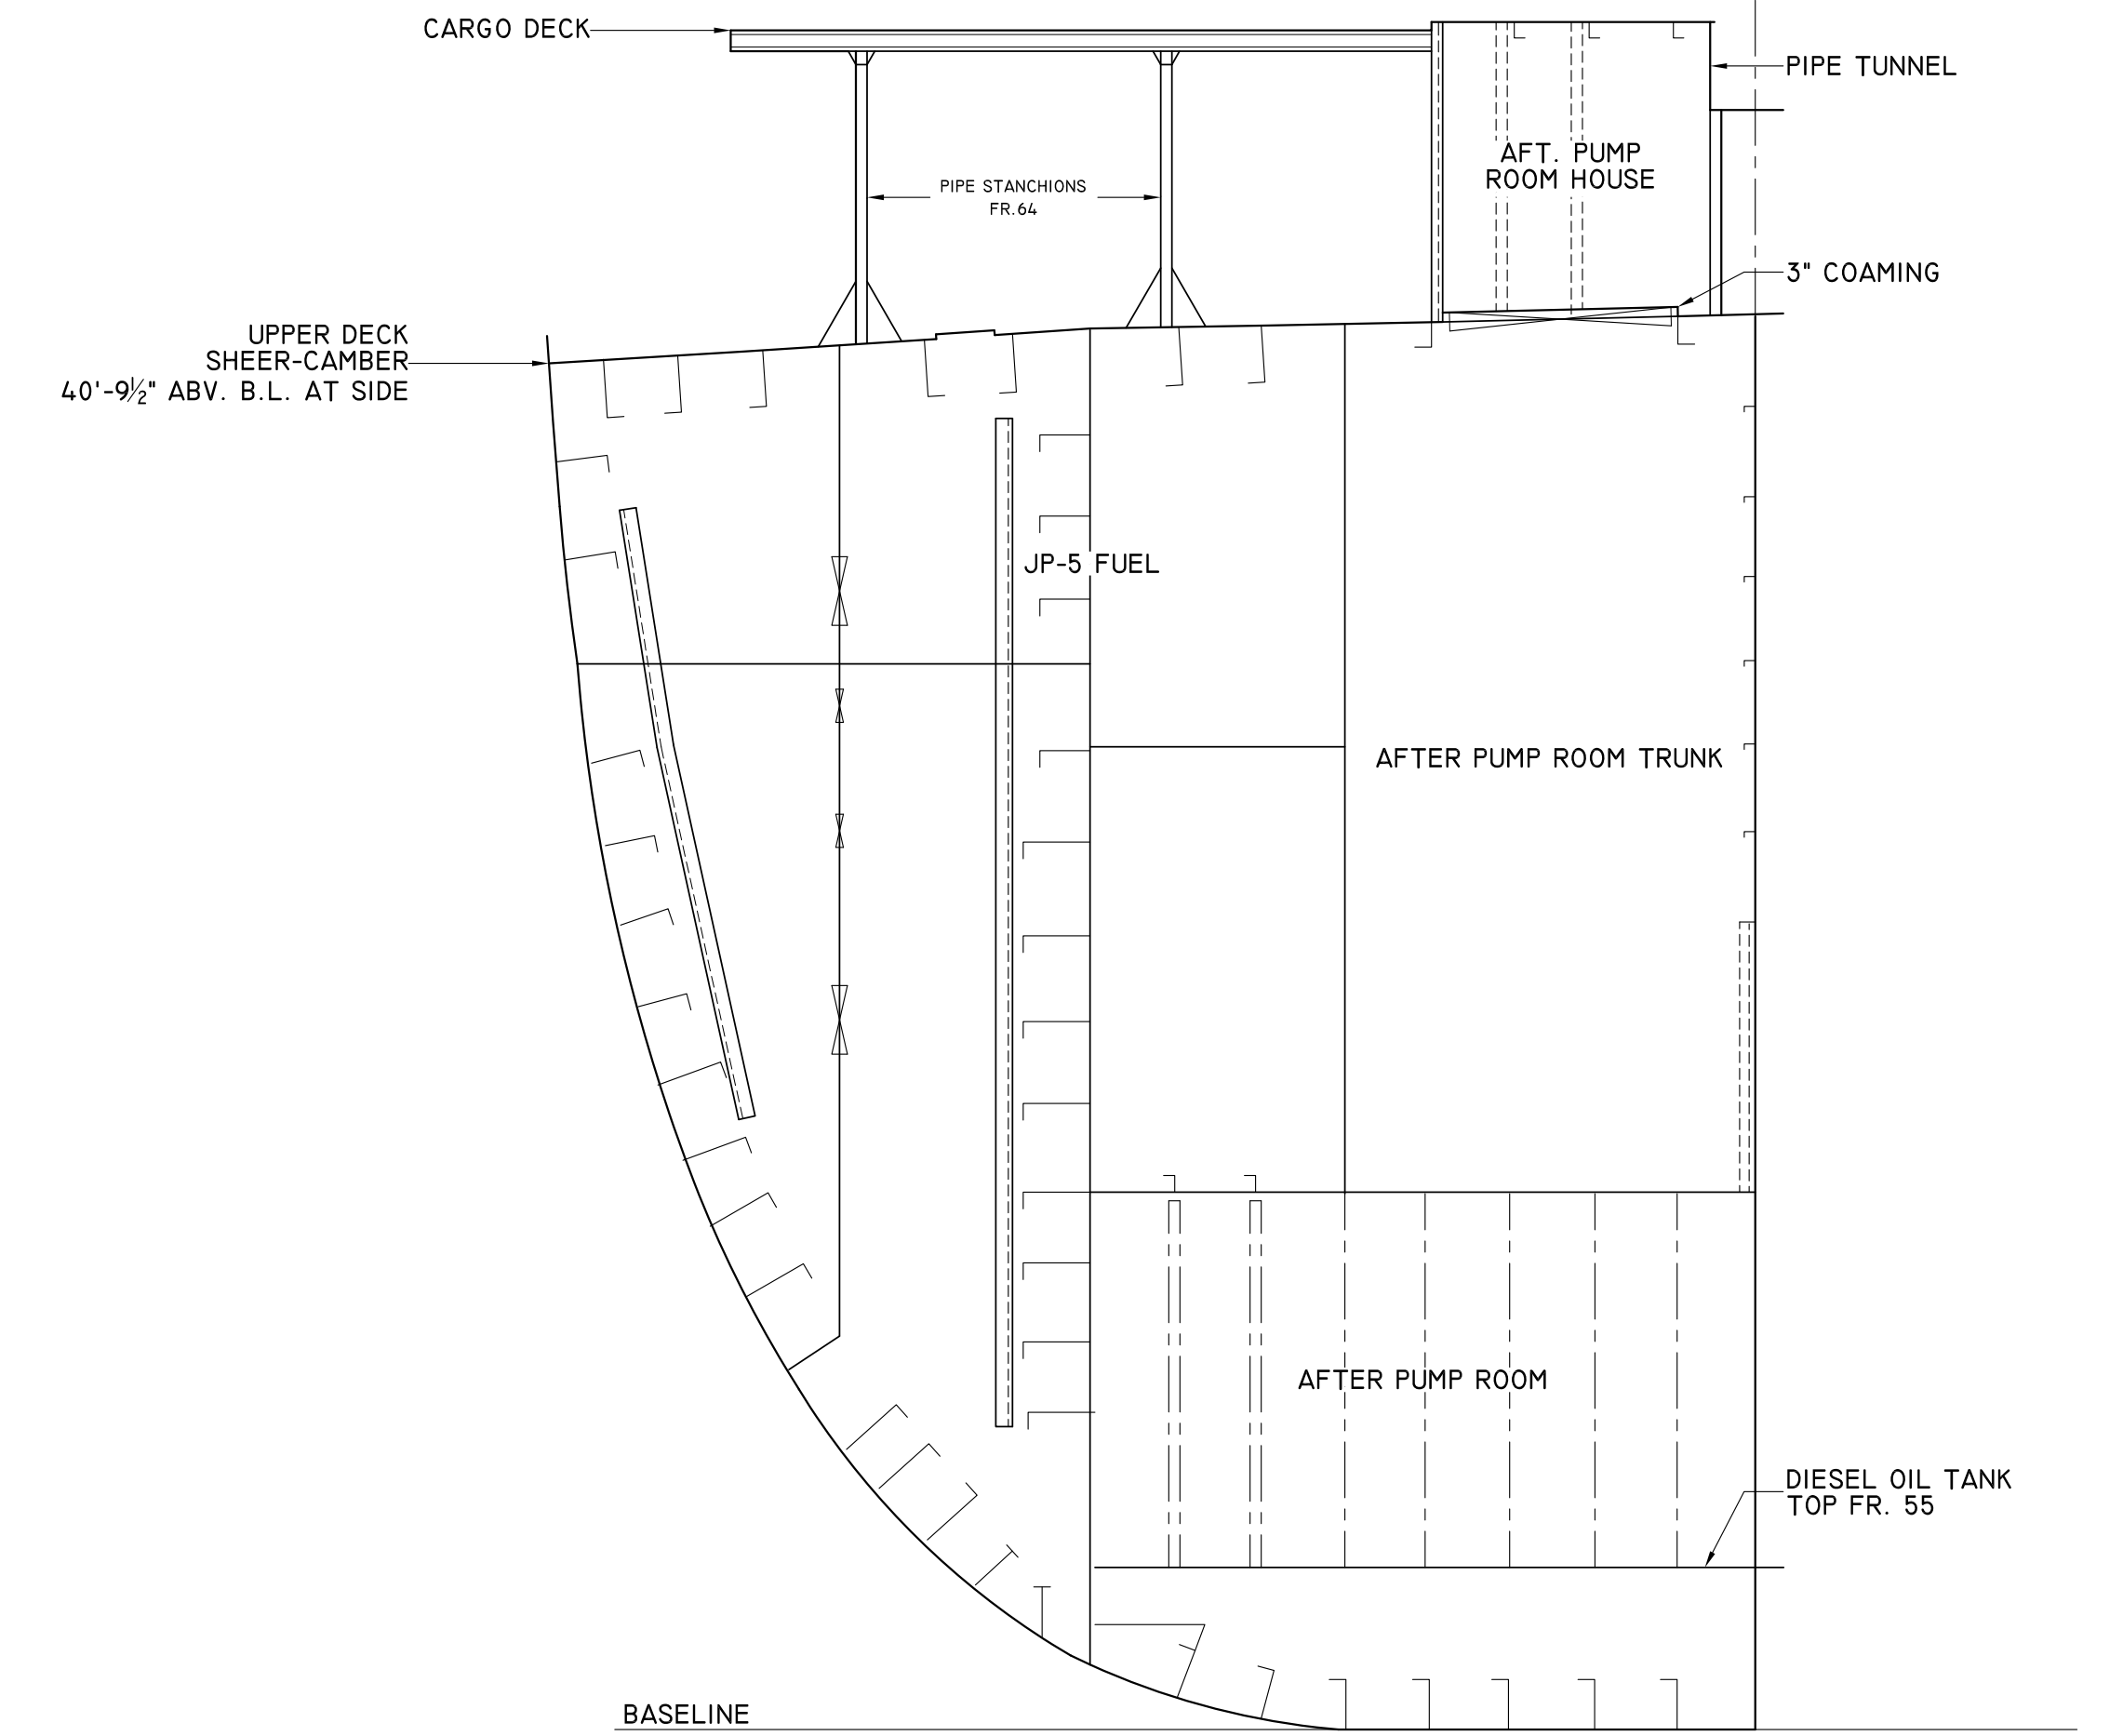 CARGO DECK
PIPE TUNNEL
AFT. PUMP
ROOM HOUSE
PIPE STANCHIONS
FR.64
3" COAMING
UPPER DECK
SHEER-CAMBER
40'-9½" ABV. B.L. AT SIDE
JP-5 FUEL
AFTER PUMP ROOM TRUNK
AFTER PUMP ROOM
DIESEL OIL TANK
TOP FR. 55
BASELINE